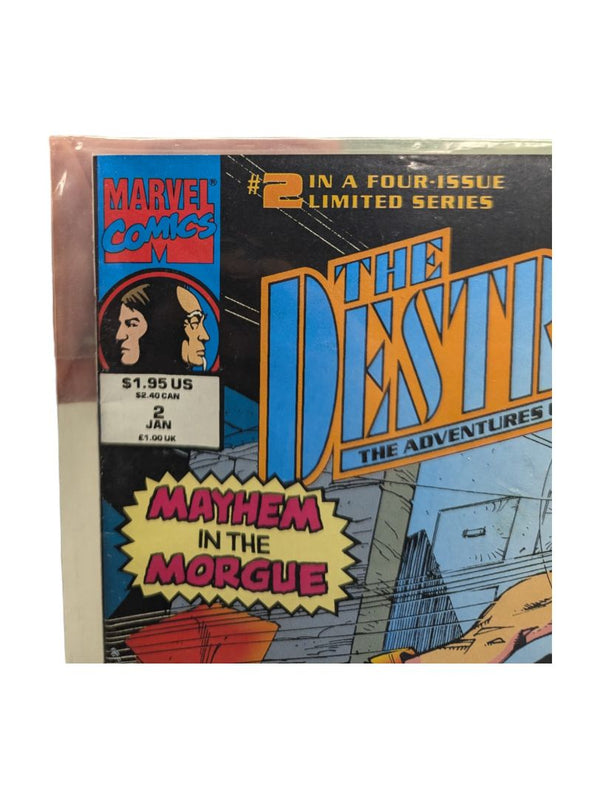 MARVEL®
COMICS
M
#2 IN A FOUR-ISSUE
LIMITED SERIES
THE
DESTR
THE ADVENTURES
$1.95 US
$2.40 CAN
2
JAN
£1.00 UK
MAYHEM
IN THE
MORGUE